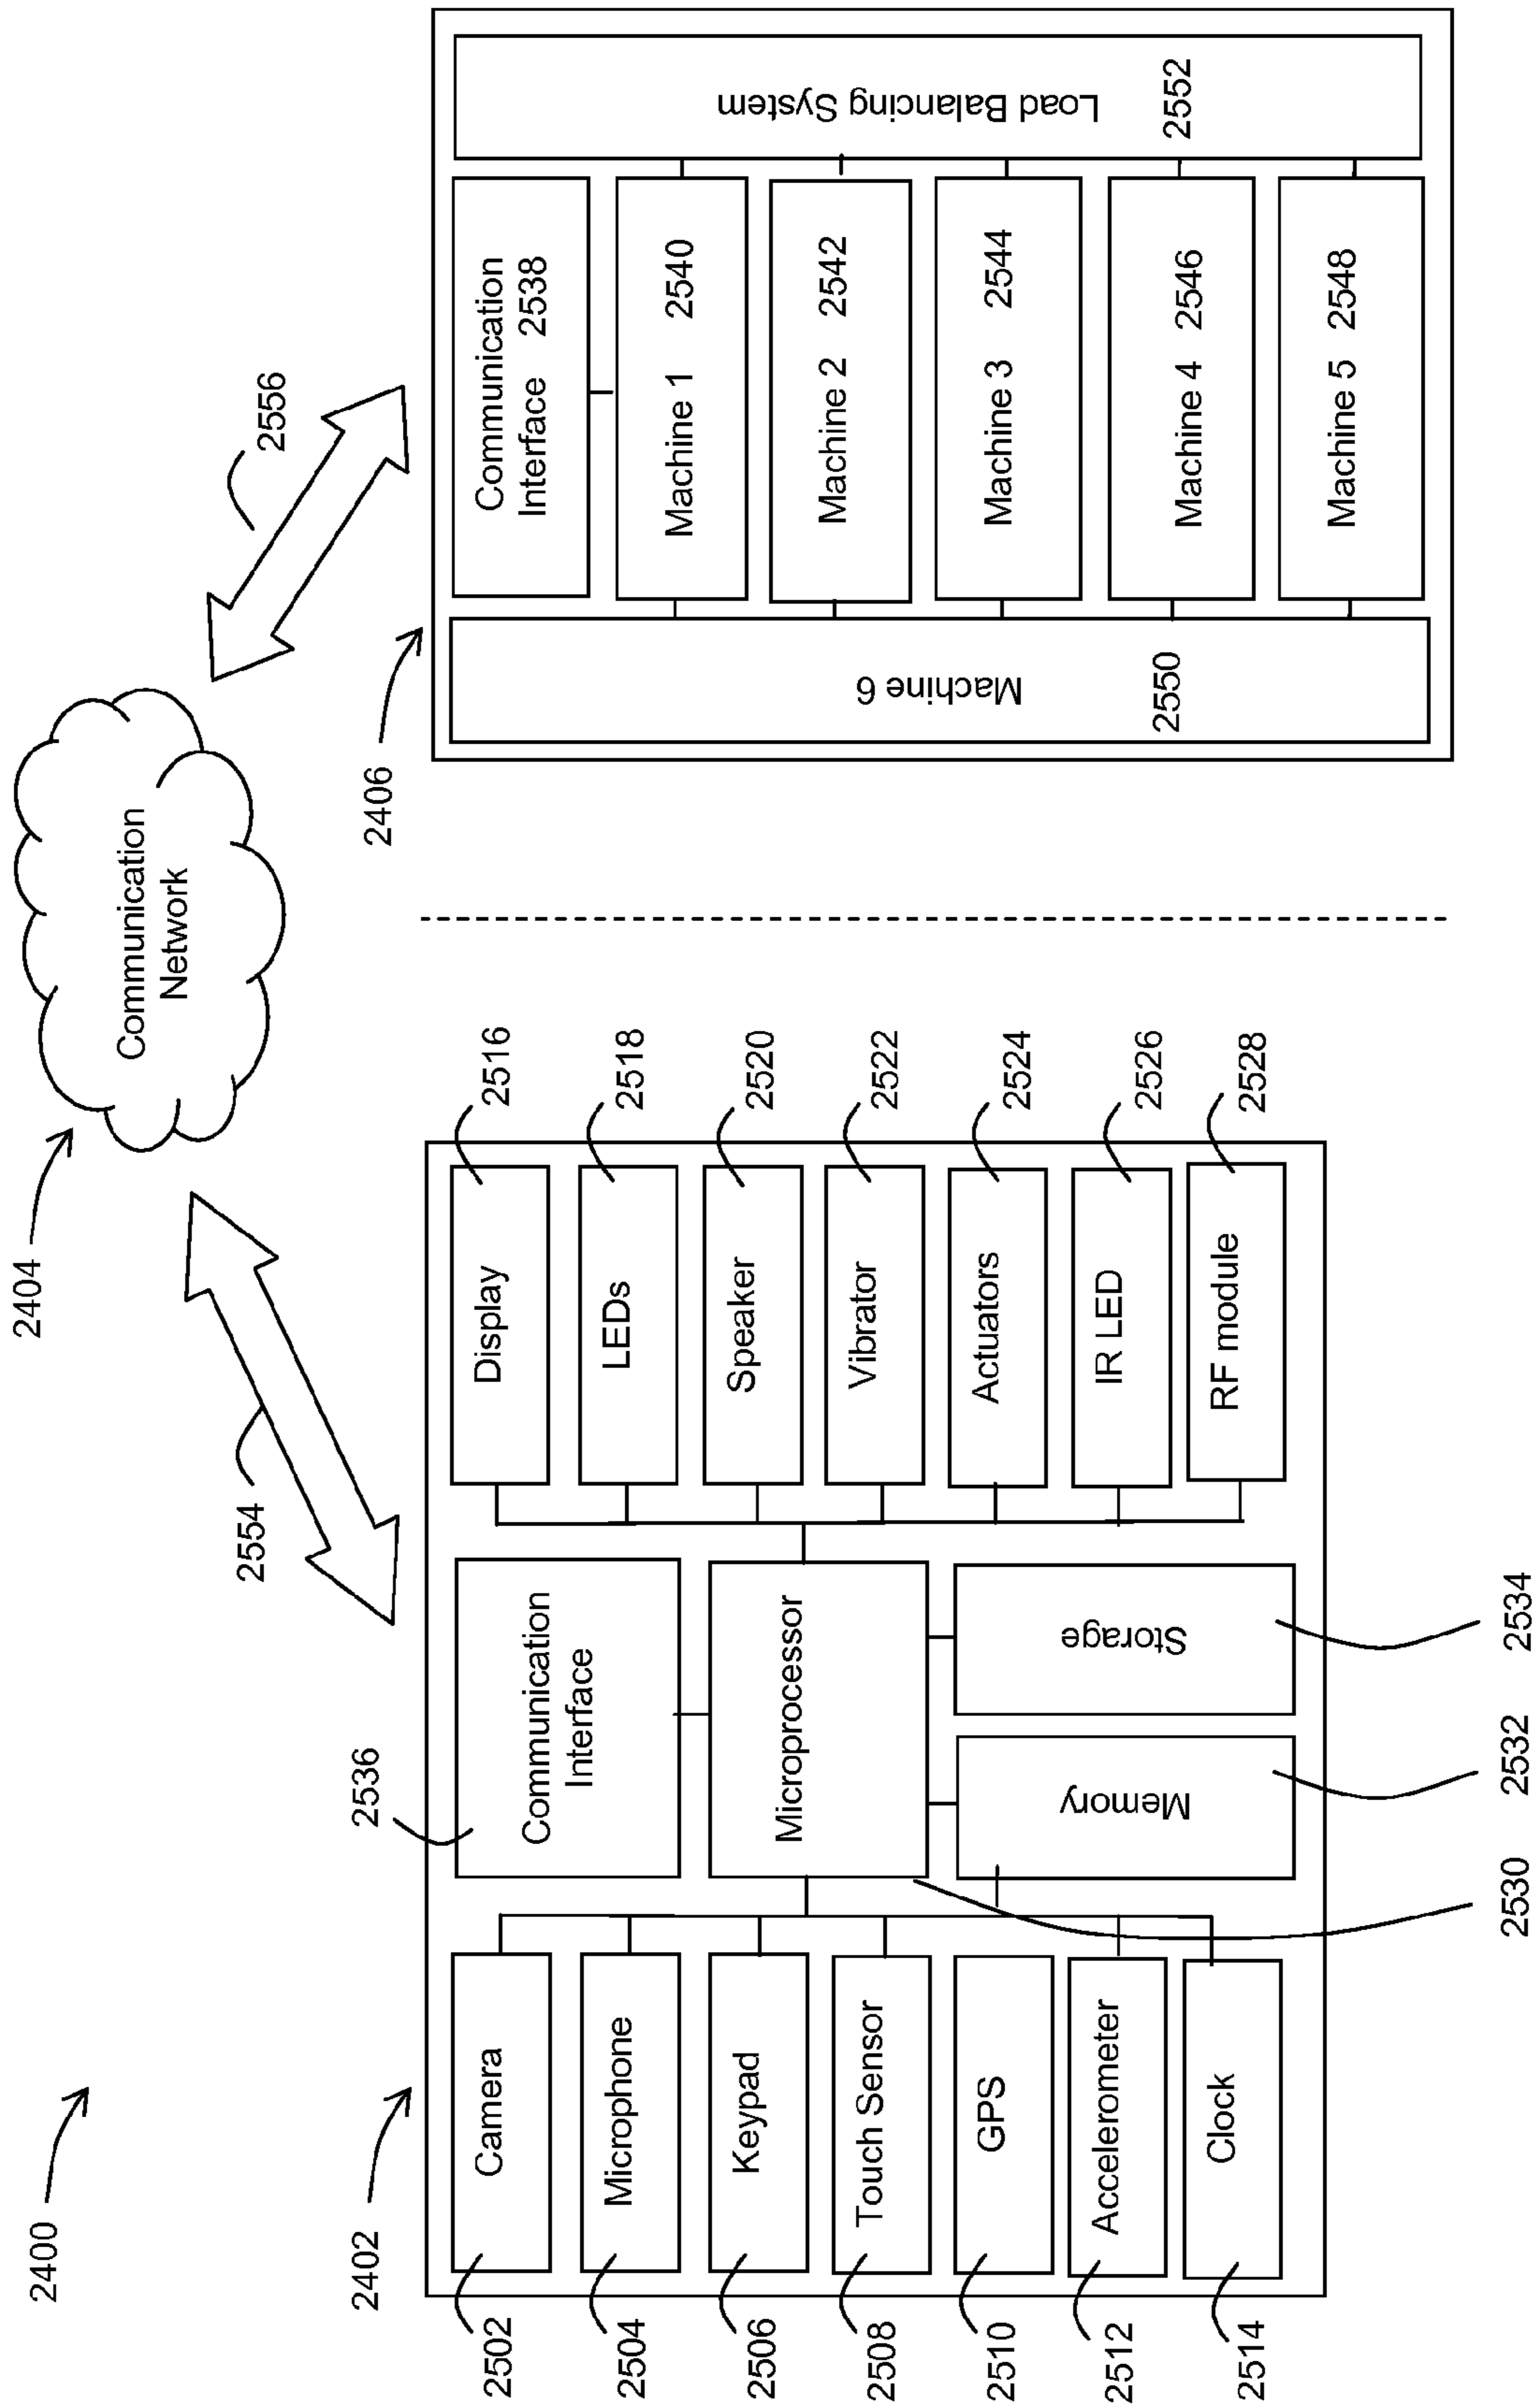 2400
2404
Communication
Network
2554
2556
2402
2406
2536
Camera
2502
Microphone
2504
Keypad
2506
Touch Sensor
2508
GPS
2510
Accelerometer
2512
Clock
2514
Communication
Interface
Microprocessor
Memory
Storage
2530
2532
2534
Display
2516
LEDs
2518
Speaker
2520
Vibrator
2522
Actuators
2524
IR LED
2526
RF module
2528
Machine 6
2550
Communication
Interface 2538
Machine 1 2540
Machine 2 2542
Machine 3 2544
Machine 4 2546
Machine 5 2548
Load Balancing System
2552